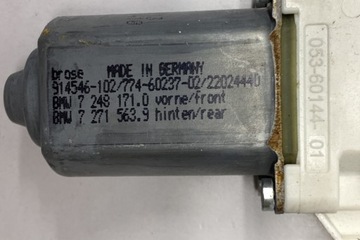 brose MADE IN GERMANY
914546-102/774-60237-02/22024440
BMW 7 248 171.0 vorne/front
BMW 7 271 563.9 hinten/rear
063-60144-01